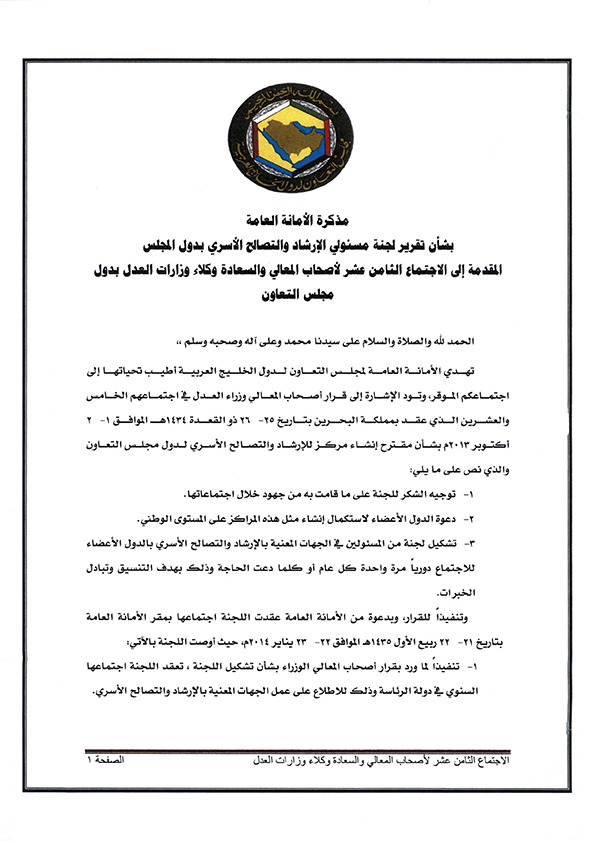 بسم الله الرحمن الرحيم
مجلس التعاون لدول الخليج العربية
مذكرة الأمانة العامة
بشأن تقرير لجنة مسئولي الإرشاد والتصالح الأسري بدول المجلس
المقدمة إلى الاجتماع الثامن عشر لأصحاب المعالي والسعادة وكلاء وزارات العدل بدول
مجلس التعاون
الحمد لله والصلاة والسلام على سيدنا محمد وعلى آله وصحبه وسلم ،،
تهدي الأمانة العامة لمجلس التعاون لدول الخليج العربية أطيب تحياتها إلى
اجتماعكم الموقر، وتود الإشارة إلى قرار أصحاب المعالي وزراء العدل في اجتماعهم الخامس
والعشرين الذي عقد بمملكة البحرين بتاريخ ٢٥- ٢٦ ذو القعدة ١٤٣٤هـ الموافق ١- ٢
أكتوبر ٢٠١٣م بشأن مقترح إنشاء مركز للإرشاد والتصالح الأسري لدول مجلس التعاون
والذي نص على ما يلي:
١- توجيه الشكر للجنة على ما قامت به من جهود خلال اجتماعاتها.
٢- دعوة الدول الأعضاء لاستكمال إنشاء مثل هذه المراكز على المستوى الوطني.
٣- تشكيل لجنة من المسئولين في الجهات المعنية بالإرشاد والتصالح الأسري بالدول الأعضاء
للاجتماع دورياً مرة واحدة كل عام أو كلما دعت الحاجة وذلك بهدف التنسيق وتبادل
الخبرات.
وتنفيذاً للقرار، وبدعوة من الأمانة العامة عقدت اللجنة اجتماعها بمقر الأمانة العامة
بتاريخ ٢١- ٢٢ ربيع الأول ١٤٣٥هـ الموافق ٢٢- ٢٣ يناير ٢٠١٤م، حيث أوصت اللجنة بالآتي:
١- تنفيذاً لما ورد بقرار أصحاب المعالي الوزراء بشأن تشكيل اللجنة ، تعقد اللجنة اجتماعها
السنوي في دولة الرئاسة وذلك للاطلاع على عمل الجهات المعنية بالإرشاد والتصالح الأسري.
الاجتماع الثامن عشر لأصحاب المعالي والسعادة وكلاء وزارات العدل الصفحة ١